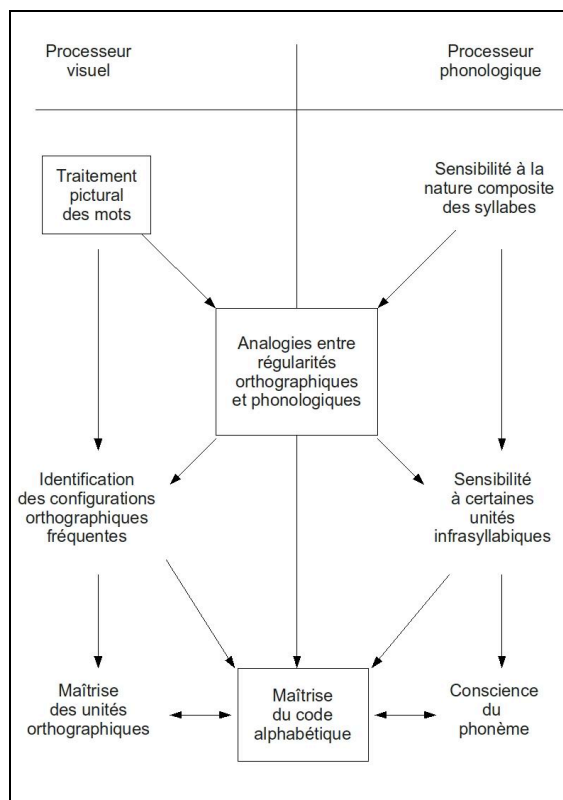 Processeur
visuel
Processeur
phonologique
Traitement
pictural
des mots
Sensibilité à la
nature composite
des syllabes
Analogies entre
régularités
orthographiques
et phonologiques
Identification
des configurations
orthographiques
fréquentes
Sensibilité
à certaines
unités
infrasyllabiques
Maîtrise
des unités
orthographiques
Maîtrise
du code
alphabétique
Conscience
du
phonème